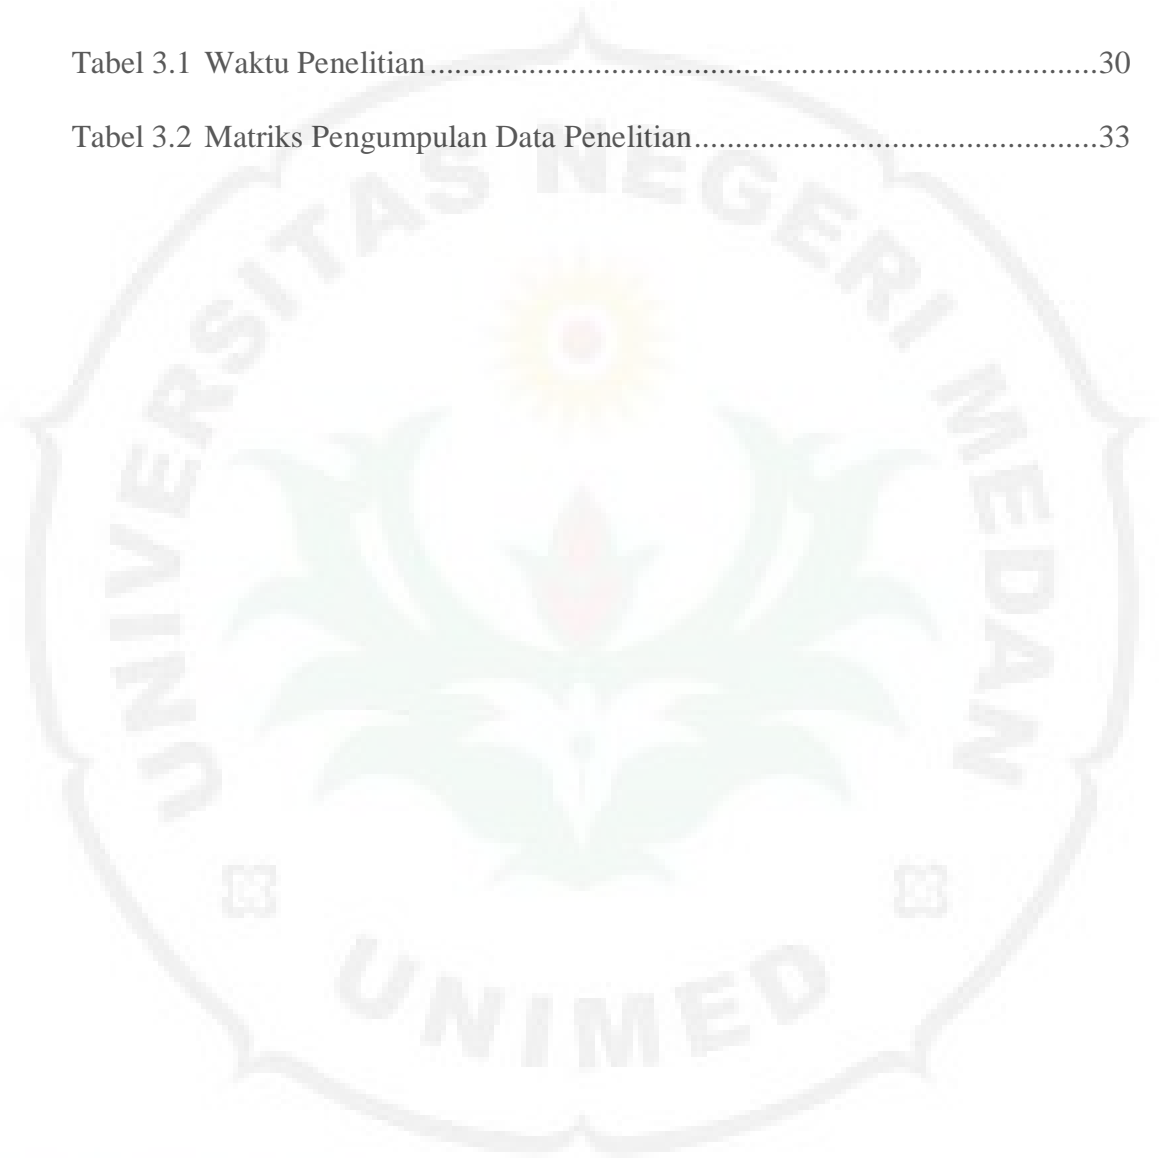 Tabel 3.1 Waktu Penelitian.................................................................................30
Tabel 3.2 Matriks Pengumpulan Data Penelitian.................................................33
UNIVERSITAS NEGERI MEDAN
UNIMED